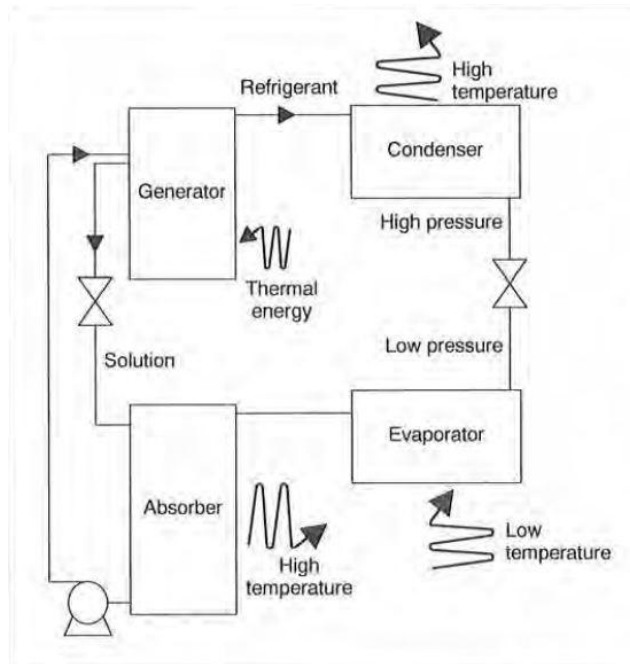 Refrigerant
High
temperature
Condenser
Generator
High pressure
Thermal
energy
Low pressure
Solution
Evaporator
Absorber
High
temperature
Low
temperature